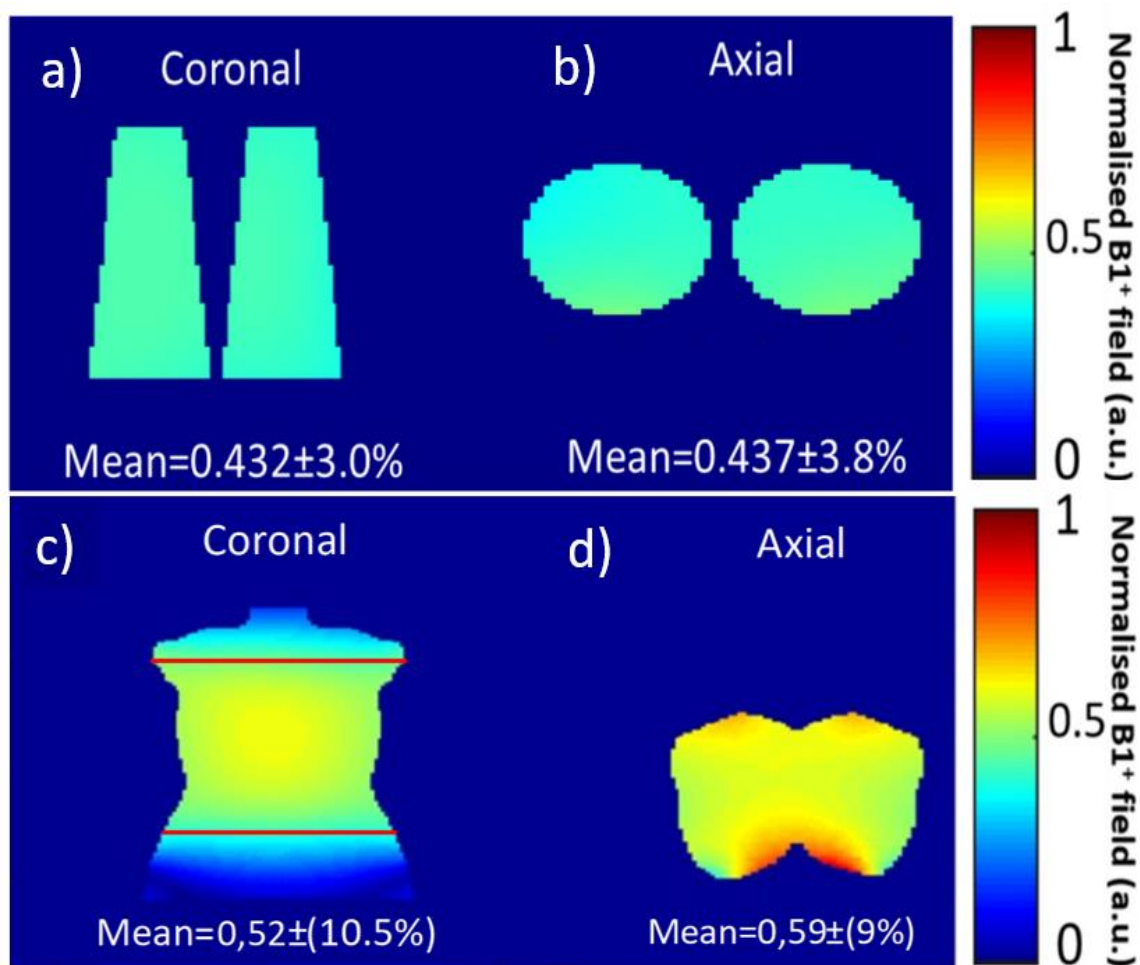 a)
Coronal
b)
Axial
Mean=0.432±3.0%
Mean=0.437±3.8%
1
0.5
0
Normalised B1⁺ field (a.u.)
c)
Coronal
d)
Axial
Mean=0,52±(10.5%)
Mean=0,59±(9%)
1
0.5
0
Normalised B1⁺ field (a.u.)